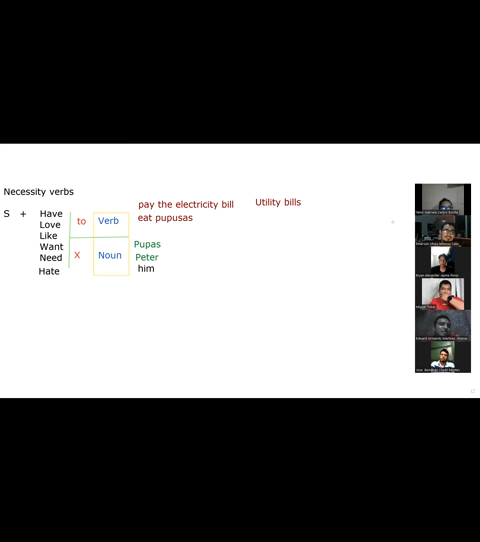 Necessity verbs
S + Have
Love
Like
Want
Need
Hate
to Verb
X Noun
pay the electricity bill
eat pupusas
Utility bills
Pupas
Peter
him